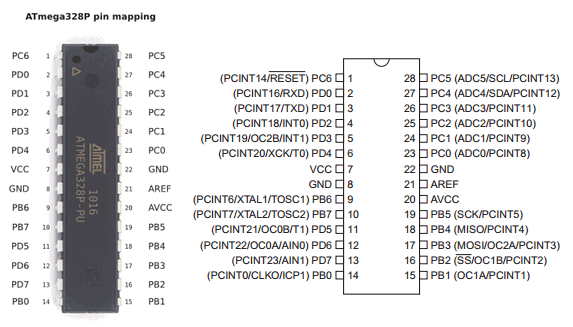 ATmega328P pin mapping
PC6 1 28 PC5
PD0 2 27 PC4
PD1 3 26 PC3
PD2 4 25 PC2
PD3 5 24 PC1
PD4 6 23 PC0
VCC 7 22 GND
GND 8 21 AREF
PB6 9 20 AVCC
PB7 10 19 PB5
PD5 11 18 PB4
PD6 12 17 PB3
PD7 13 16 PB2
PB0 14 15 PB1
ATMEL 1016
ATMEGA328P-PU
(PCINT14/RESET) PC6 1 28 PC5 (ADC5/SCL/PCINT13)
(PCINT16/RXD) PD0 2 27 PC4 (ADC4/SDA/PCINT12)
(PCINT17/TXD) PD1 3 26 PC3 (ADC3/PCINT11)
(PCINT18/INT0) PD2 4 25 PC2 (ADC2/PCINT10)
(PCINT19/OC2B/INT1) PD3 5 24 PC1 (ADC1/PCINT9)
(PCINT20/XCK/T0) PD4 6 23 PC0 (ADC0/PCINT8)
VCC 7 22 GND
GND 8 21 AREF
(PCINT6/XTAL1/TOSC1) PB6 9 20 AVCC
(PCINT7/XTAL2/TOSC2) PB7 10 19 PB5 (SCK/PCINT5)
(PCINT21/OC0B/T1) PD5 11 18 PB4 (MISO/PCINT4)
(PCINT22/OC0A/AIN0) PD6 12 17 PB3 (MOSI/OC2A/PCINT3)
(PCINT23/AIN1) PD7 13 16 PB2 (SS/OC1B/PCINT2)
(PCINT0/CLKO/ICP1) PB0 14 15 PB1 (OC1A/PCINT1)